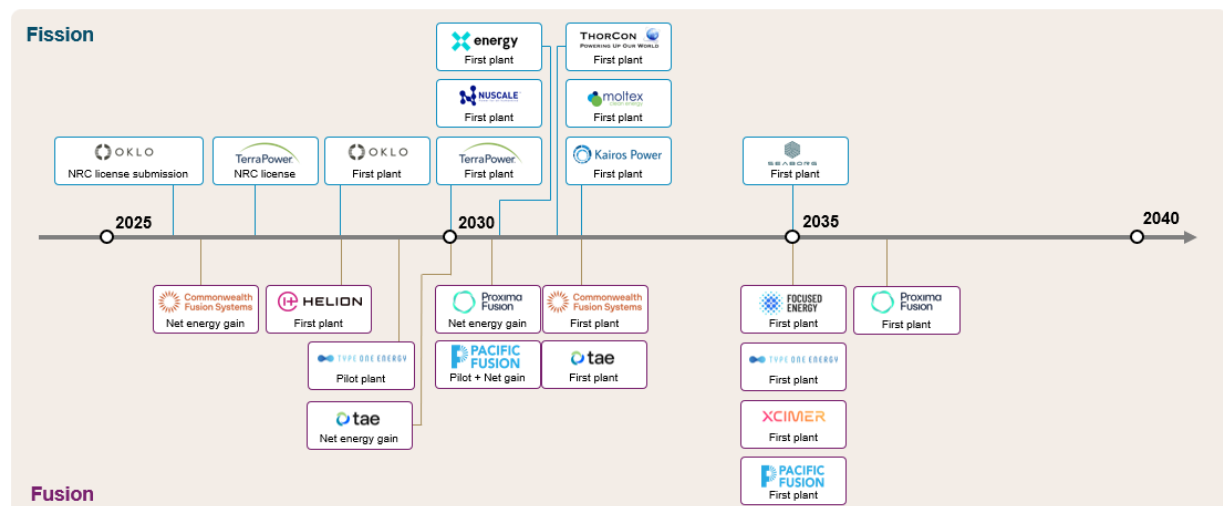 Fission
energy
First plant
THORCON
POWERING UP OUR WORLD
First plant
NUSCALE
First plant
moltex
clean energy
First plant
OKLO
NRC license submission
TerraPower
NRC license
OKLO
First plant
TerraPower
First plant
Kairos Power
First plant
SEABORG
First plant
2025
2030
2035
2040
Commonwealth
Fusion Systems
Net energy gain
HELION
First plant
Proxima
Fusion
Net energy gain
Commonwealth
Fusion Systems
First plant
FOCUSED
ENERGY
First plant
Proxima
Fusion
First plant
TYPE ONE ENERGY
Pilot plant
PACIFIC
FUSION
Pilot + Net gain
tae
First plant
TYPE ONE ENERGY
First plant
tae
Net energy gain
XCIMER
First plant
PACIFIC
FUSION
First plant
Fusion